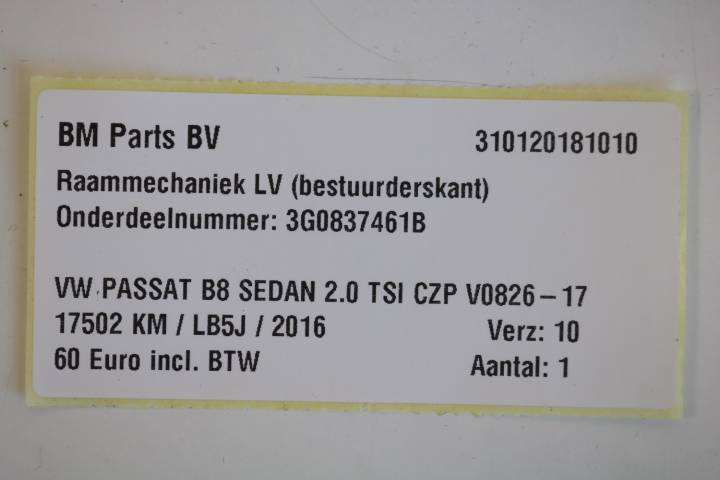 BM Parts BV 310120181010
Raammechaniek LV (bestuurderskant)
Onderdeelnummer: 3G0837461B
VW PASSAT B8 SEDAN 2.0 TSI CZP V0826-17
17502 KM / LB5J / 2016 Verz: 10
60 Euro incl. BTW Aantal: 1